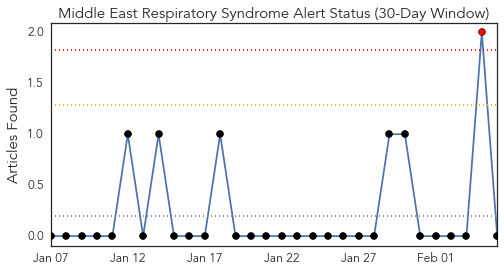 Middle East Respiratory Syndrome Alert Status (30-Day Window)
Articles Found
2.0
1.5
1.0
0.5
0.0
Jan 07 Jan 12 Jan 17 Jan 22 Jan 27 Feb 01